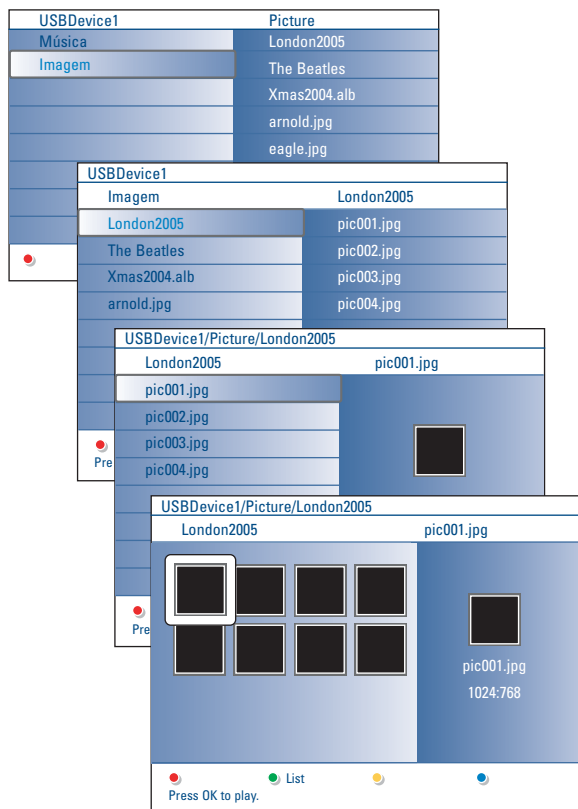 USBDevice1 Picture
Música London2005
Imagem The Beatles
Xmas2004.alb
arnold.jpg
eagle.jpg
USBDevice1
Imagem London2005
London2005 pic001.jpg
The Beatles pic002.jpg
Xmas2004.alb pic003.jpg
arnold.jpg pic004.jpg
Pre
USBDevice1/Picture/London2005
London2005 pic001.jpg
pic001.jpg
pic002.jpg
pic003.jpg
pic004.jpg
Pre
USBDevice1/Picture/London2005
London2005 pic001.jpg
pic001.jpg
1024:768
List
Press OK to play.